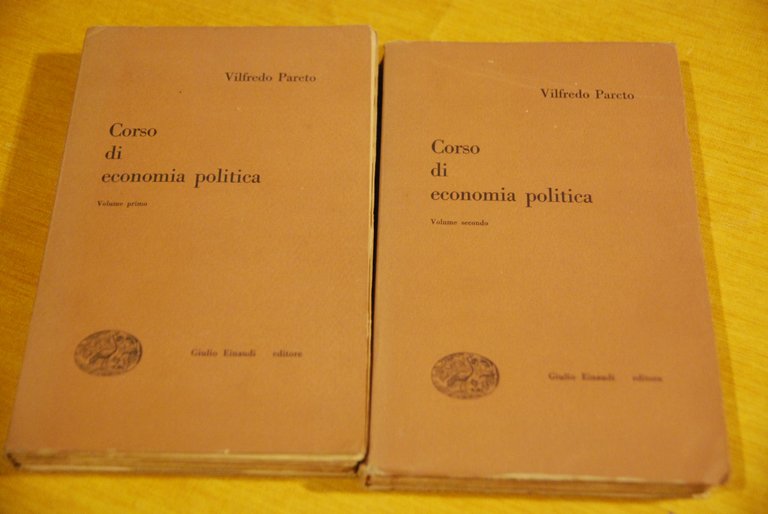 Vilfredo Pareto
Corso
di
economia politica
Volume primo
Giulio Einaudi editore
Vilfredo Pareto
Corso
di
economia politica
Volume secondo
Giulio Einaudi editore